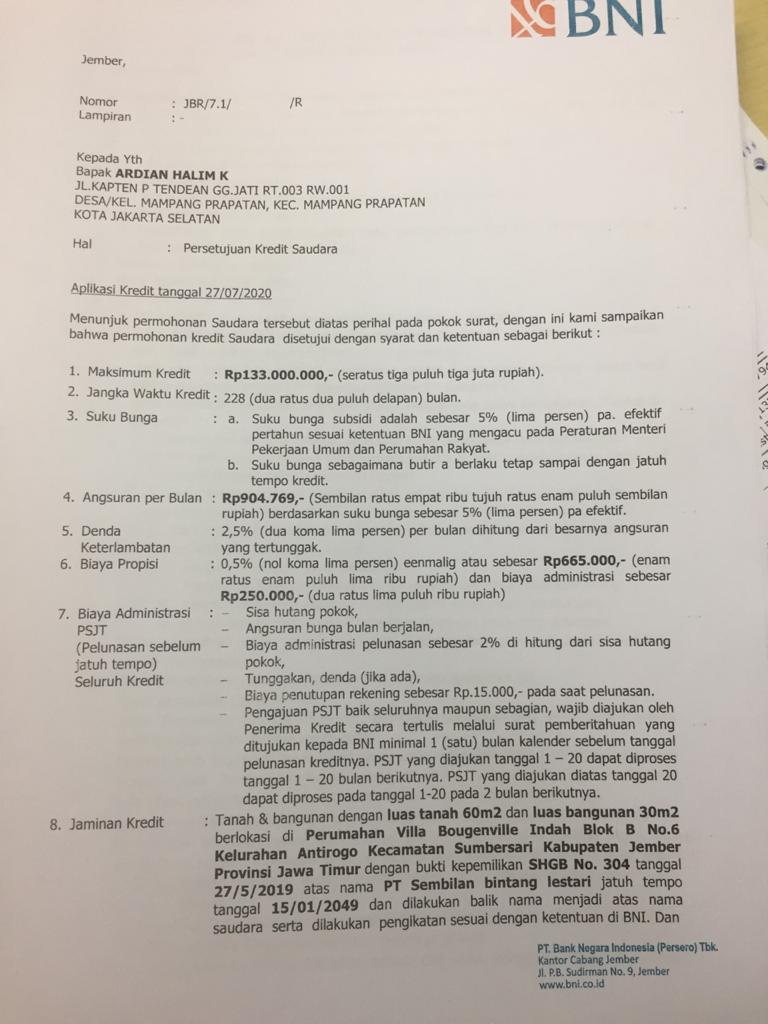 BNI
Jember,
Nomor : JBR/7.1/ /R
Lampiran : -
Kepada Yth
Bapak ARDIAN HALIM K
JL.KAPTEN P TENDEAN GG.JATI RT.003 RW.001
DESA/KEL. MAMPANG PRAPATAN, KEC. MAMPANG PRAPATAN
KOTA JAKARTA SELATAN
Hal : Persetujuan Kredit Saudara
Aplikasi Kredit tanggal 27/07/2020
Menunjuk permohonan Saudara tersebut diatas perihal pada pokok surat, dengan ini kami sampaikan
bahwa permohonan kredit Saudara disetujui dengan syarat dan ketentuan sebagai berikut :
1. Maksimum Kredit : Rp133.000.000,- (seratus tiga puluh tiga juta rupiah).
2. Jangka Waktu Kredit : 228 (dua ratus dua puluh delapan) bulan.
3. Suku Bunga : a. Suku bunga subsidi adalah sebesar 5% (lima persen) pa. efektif
pertahun sesuai ketentuan BNI yang mengacu pada Peraturan Menteri
Pekerjaan Umum dan Perumahan Rakyat.
b. Suku bunga sebagaimana butir a berlaku tetap sampai dengan jatuh
tempo kredit.
4. Angsuran per Bulan : Rp904.769,- (Sembilan ratus empat ribu tujuh ratus enam puluh sembilan
rupiah) berdasarkan suku bunga sebesar 5% (lima persen) pa efektif.
5. Denda : 2,5% (dua koma lima persen) per bulan dihitung dari besarnya angsuran
Keterlambatan yang tertunggak.
6. Biaya Propisi : 0,5% (nol koma lima persen) eenmalig atau sebesar Rp665.000,- (enam
ratus enam puluh lima ribu rupiah) dan biaya administrasi sebesar
Rp250.000,- (dua ratus lima puluh ribu rupiah)
7. Biaya Administrasi : – Sisa hutang pokok,
PSJT – Angsuran bunga bulan berjalan,
(Pelunasan sebelum – Biaya administrasi pelunasan sebesar 2% di hitung dari sisa hutang
jatuh tempo) pokok,
Seluruh Kredit – Tunggakan, denda (jika ada),
– Biaya penutupan rekening sebesar Rp.15.000,- pada saat pelunasan.
– Pengajuan PSJT baik seluruhnya maupun sebagian, wajib diajukan oleh
Penerima Kredit secara tertulis melalui surat pemberitahuan yang
ditujukan kepada BNI minimal 1 (satu) bulan kalender sebelum tanggal
pelunasan kreditnya. PSJT yang diajukan tanggal 1 – 20 dapat diproses
tanggal 1 – 20 bulan berikutnya. PSJT yang diajukan diatas tanggal 20
dapat diproses pada tanggal 1-20 pada 2 bulan berikutnya.
8. Jaminan Kredit : Tanah & bangunan dengan luas tanah 60m2 dan luas bangunan 30m2
berlokasi di Perumahan Villa Bougenville Indah Blok B No.6
Kelurahan Antirogo Kecamatan Sumbersari Kabupaten Jember
Provinsi Jawa Timur dengan bukti kepemilikan SHGB No. 304 tanggal
27/5/2019 atas nama PT Sembilan bintang lestari jatuh tempo
tanggal 15/01/2049 dan dilakukan balik nama menjadi atas nama
saudara serta dilakukan pengikatan sesuai dengan ketentuan di BNI. Dan
PT. Bank Negara Indonesia (Persero) Tbk.
Kantor Cabang Jember
Jl. P.B. Sudirman No. 9, Jember
www.bni.co.id